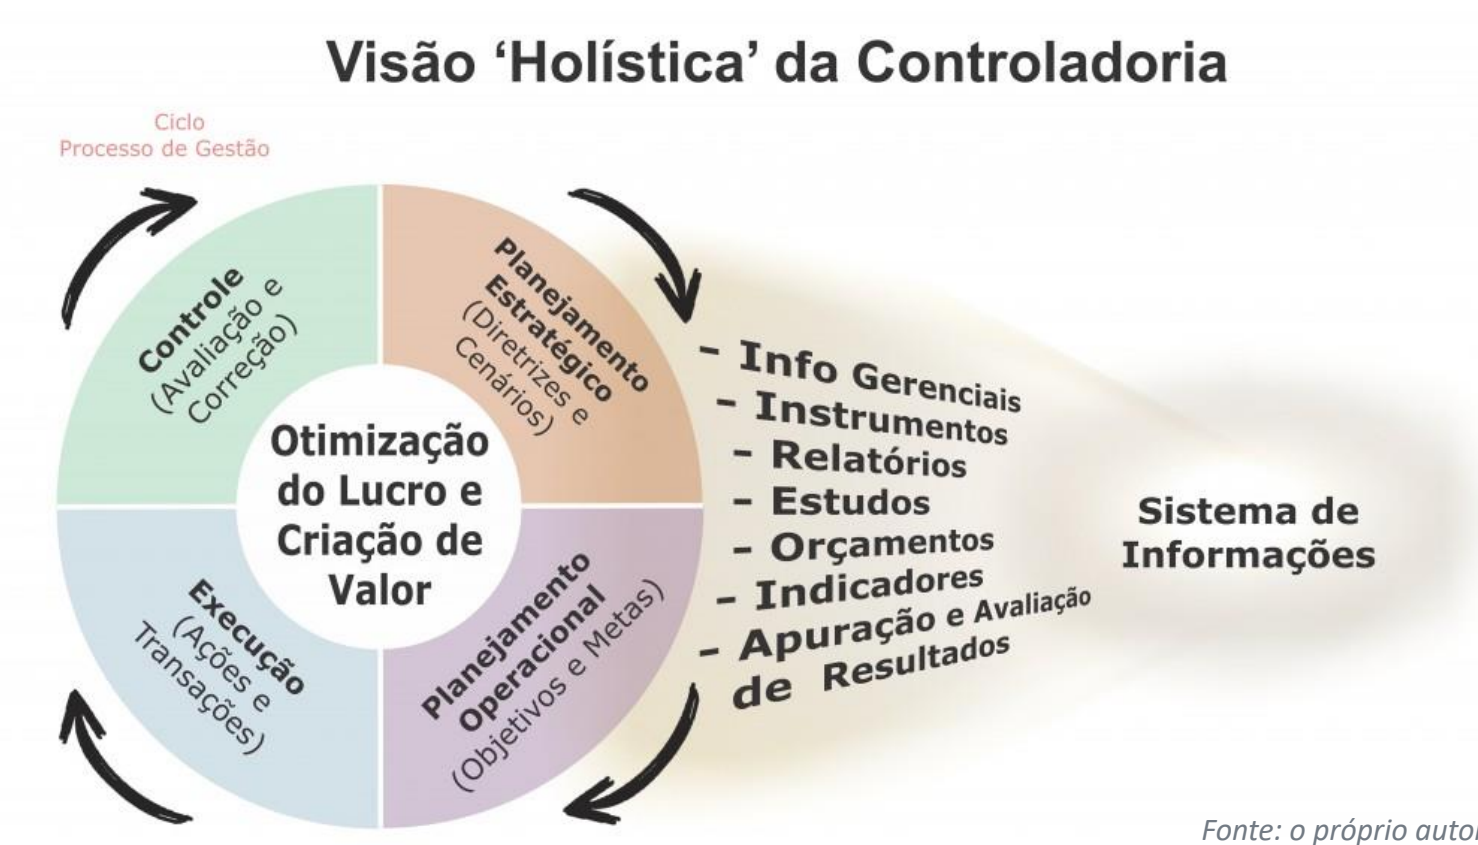 Visão ‘Holística’ da Controladoria
Ciclo
Processo de Gestão
Controle
(Avaliação e
Correção)
Planejamento
Estratégico
(Diretrizes e
Cenários)
Otimização
do Lucro e
Criação de
Valor
Execução
(Ações e
Transações)
Planejamento
Operacional
(Objetivos e Metas)
– Info Gerenciais
– Instrumentos
– Relatórios
– Estudos
– Orçamentos
– Indicadores
– Apuração e Avaliação
de Resultados
Sistema de
Informações
Fonte: o próprio autor